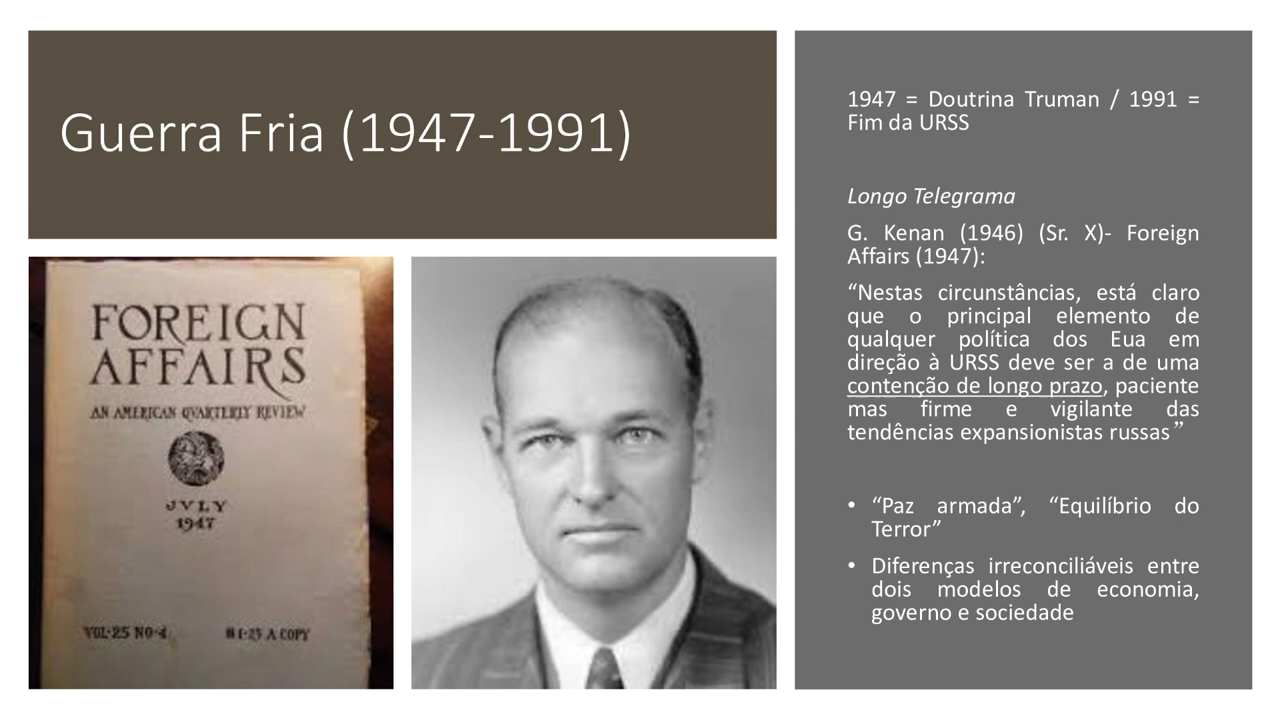 Guerra Fria (1947-1991)
FOREIGN
AFFAIRS
AN AMERICAN QVARTERLY REVIEW
JVLY
1947
VOL·25 NO·4
$1·25 A COPY
1947 = Doutrina Truman / 1991 =
Fim da URSS
Longo Telegrama
G. Kenan (1946) (Sr. X)- Foreign
Affairs (1947):
“Nestas circunstâncias, está claro
que o principal elemento de
qualquer política dos Eua em
direção à URSS deve ser a de uma
contenção de longo prazo, paciente
mas firme e vigilante das
tendências expansionistas russas”
• “Paz armada”, “Equilíbrio do
Terror”
• Diferenças irreconciliáveis entre
dois modelos de economia,
governo e sociedade